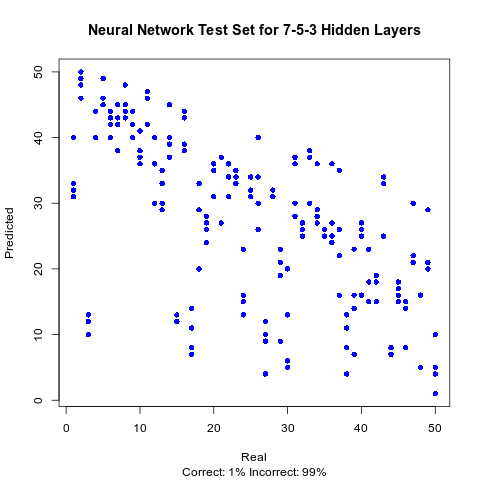 Neural Network Test Set for 7-5-3 Hidden Layers
Predicted
50
40
30
20
10
0
0 10 20 30 40 50
Real
Correct: 1% Incorrect: 99%